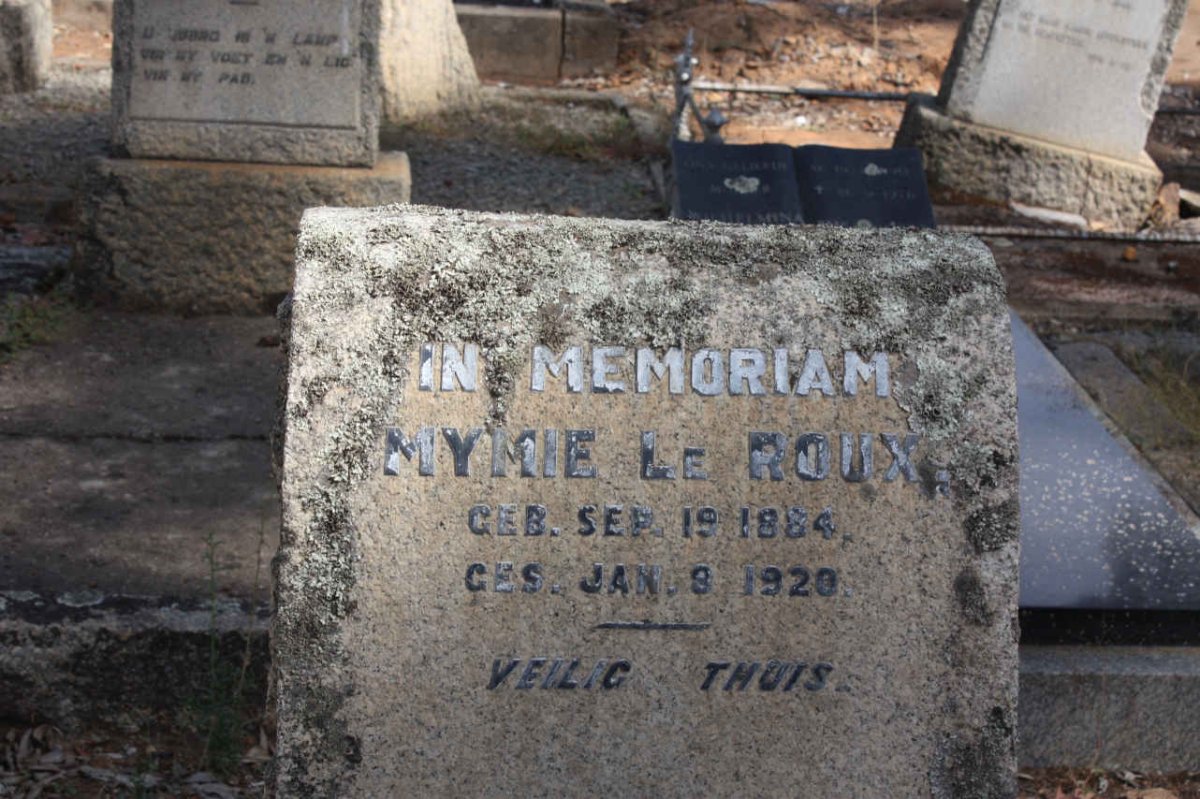 U WOORD IS 'N LAMP
VIR MY VOET EN 'N LIG
VIR MY PAD.
IN MEMORIAM
MYMIE LE ROUX,
GEB. SEP. 19 1884.
GES. JAN. 8 1920.
VEILIG THUIS.